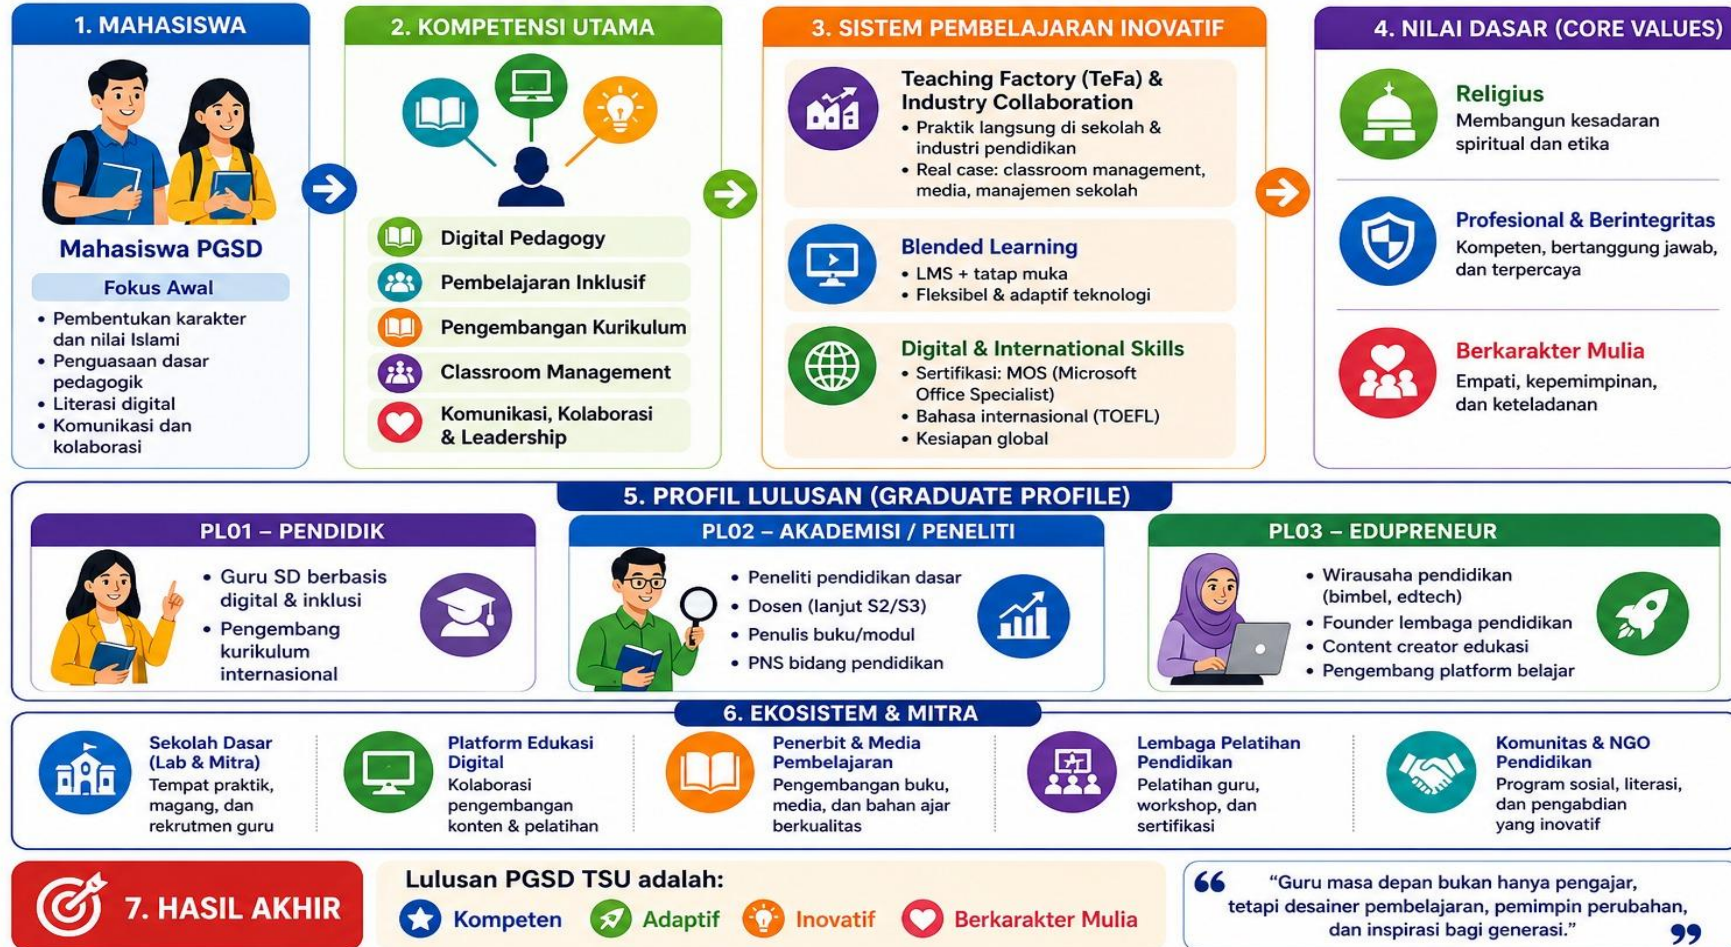 1. MAHASISWA
Mahasiswa PGSD
Fokus Awal
• Pembentukan karakter
dan nilai Islami
• Penguasaan dasar
pedagogik
• Literasi digital
• Komunikasi dan
kolaborasi
2. KOMPETENSI UTAMA
Digital Pedagogy
Pembelajaran Inklusif
Pengembangan Kurikulum
Classroom Management
Komunikasi, Kolaborasi
& Leadership
3. SISTEM PEMBELAJARAN INOVATIF
Teaching Factory (TeFa) &
Industry Collaboration
• Praktik langsung di sekolah &
industri pendidikan
• Real case: classroom management,
media, manajemen sekolah
Blended Learning
• LMS + tatap muka
• Fleksibel & adaptif teknologi
Digital & International Skills
• Sertifikasi: MOS (Microsoft
Office Specialist)
• Bahasa internasional (TOEFL)
• Kesiapan global
4. NILAI DASAR (CORE VALUES)
Religius
Membangun kesadaran
spiritual dan etika
Profesional & Berintegritas
Kompeten, bertanggung jawab,
dan terpercaya
Berkarakter Mulia
Empati, kepemimpinan,
dan keteladanan
5. PROFIL LULUSAN (GRADUATE PROFILE)
PL01 – PENDIDIK
• Guru SD berbasis
digital & inklusi
• Pengembang
kurikulum
internasional
PL02 – AKADEMISI / PENELITI
• Peneliti pendidikan dasar
• Dosen (lanjut S2/S3)
• Penulis buku/modul
• PNS bidang pendidikan
PL03 – EDUPRENEUR
• Wirausaha pendidikan
(bimbel, edtech)
• Founder lembaga pendidikan
• Content creator edukasi
• Pengembang platform belajar
6. EKOSISTEM & MITRA
Sekolah Dasar
(Lab & Mitra)
Tempat praktik,
magang, dan
rekrutmen guru
Platform Edukasi
Digital
Kolaborasi
pengembangan
konten & pelatihan
Penerbit & Media
Pembelajaran
Pengembangan buku,
media, dan bahan ajar
berkualitas
Lembaga Pelatihan
Pendidikan
Pelatihan guru,
workshop, dan
sertifikasi
Komunitas & NGO
Pendidikan
Program sosial, literasi,
dan pengabdian
yang inovatif
7. HASIL AKHIR
Lulusan PGSD TSU adalah:
Kompeten
Adaptif
Inovatif
Berkarakter Mulia
“Guru masa depan bukan hanya pengajar,
tetapi desainer pembelajaran, pemimpin perubahan,
dan inspirasi bagi generasi.”